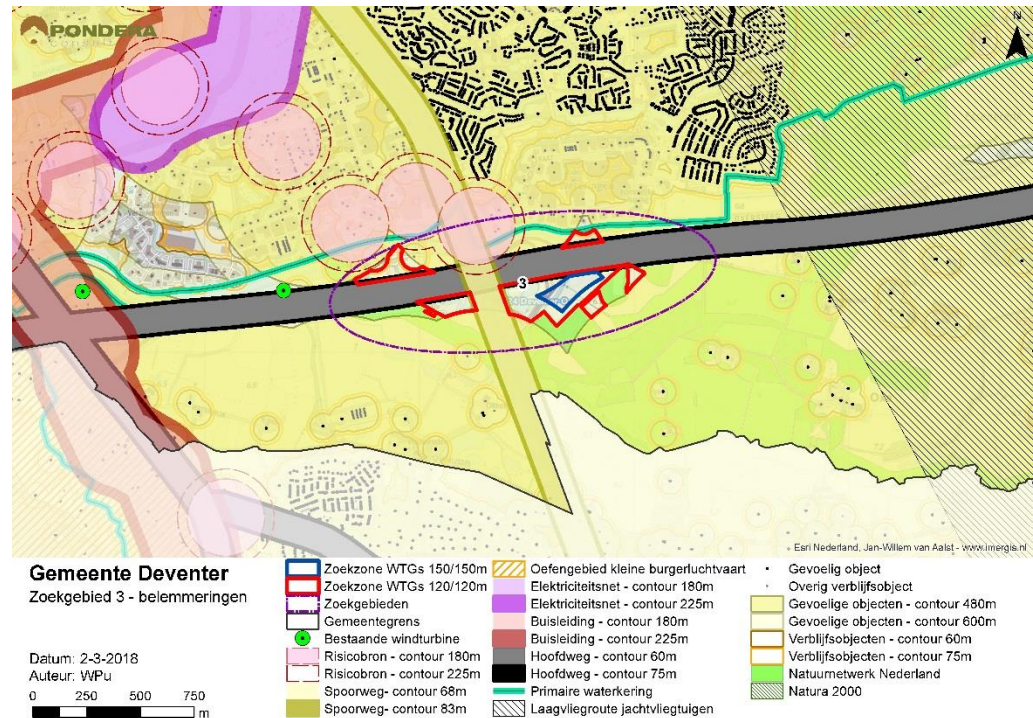 PONDERA
CONSULT
N
3
Esri Nederland, Jan-Willem van Aalst - www.imergis.nl
Gemeente Deventer
Zoekgebied 3 - belemmeringen
Datum: 2-3-2018
Auteur: WPu
0 250 500 750
m
Zoekzone WTGs 150/150m
Zoekzone WTGs 120/120m
Zoekgebieden
Gemeentegrens
Bestaande windturbine
Risicobron - contour 180m
Risicobron - contour 225m
Spoorweg- contour 68m
Spoorweg- contour 83m
Oefengebied kleine burgerluchtvaart
Elektriciteitsnet - contour 180m
Elektriciteitsnet - contour 225m
Buisleiding - contour 180m
Buisleiding - contour 225m
Hoofdweg - contour 60m
Hoofdweg - contour 75m
Primaire waterkering
Laagvliegroute jachtvliegtuigen
Gevoelig object
Overig verblijfsobject
Gevoelige objecten - contour 480m
Gevoelige objecten - contour 600m
Verblijfsobjecten - contour 60m
Verblijfsobjecten - contour 75m
Natuurnetwerk Nederland
Natura 2000